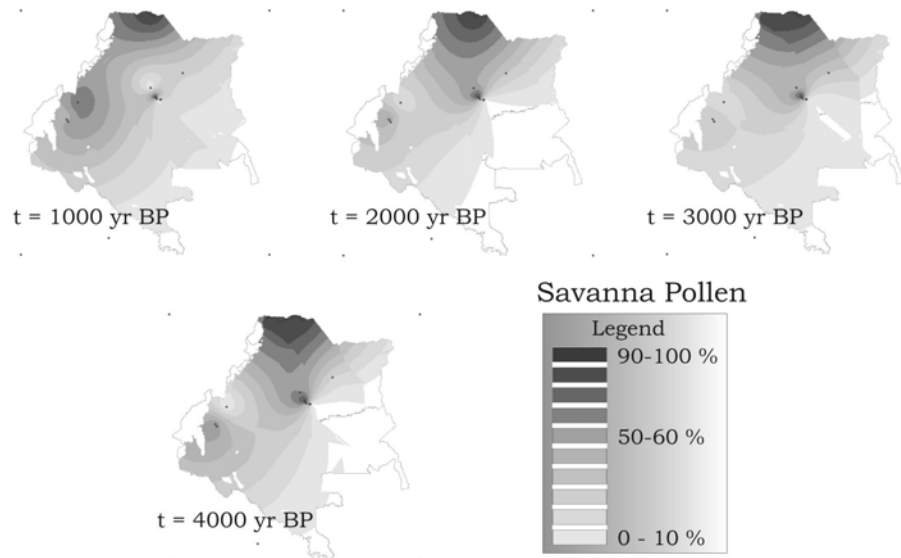 t = 1000 yr BP
t = 2000 yr BP
t = 3000 yr BP
t = 4000 yr BP
Savanna Pollen
Legend
90-100 %
50-60 %
0 - 10 %